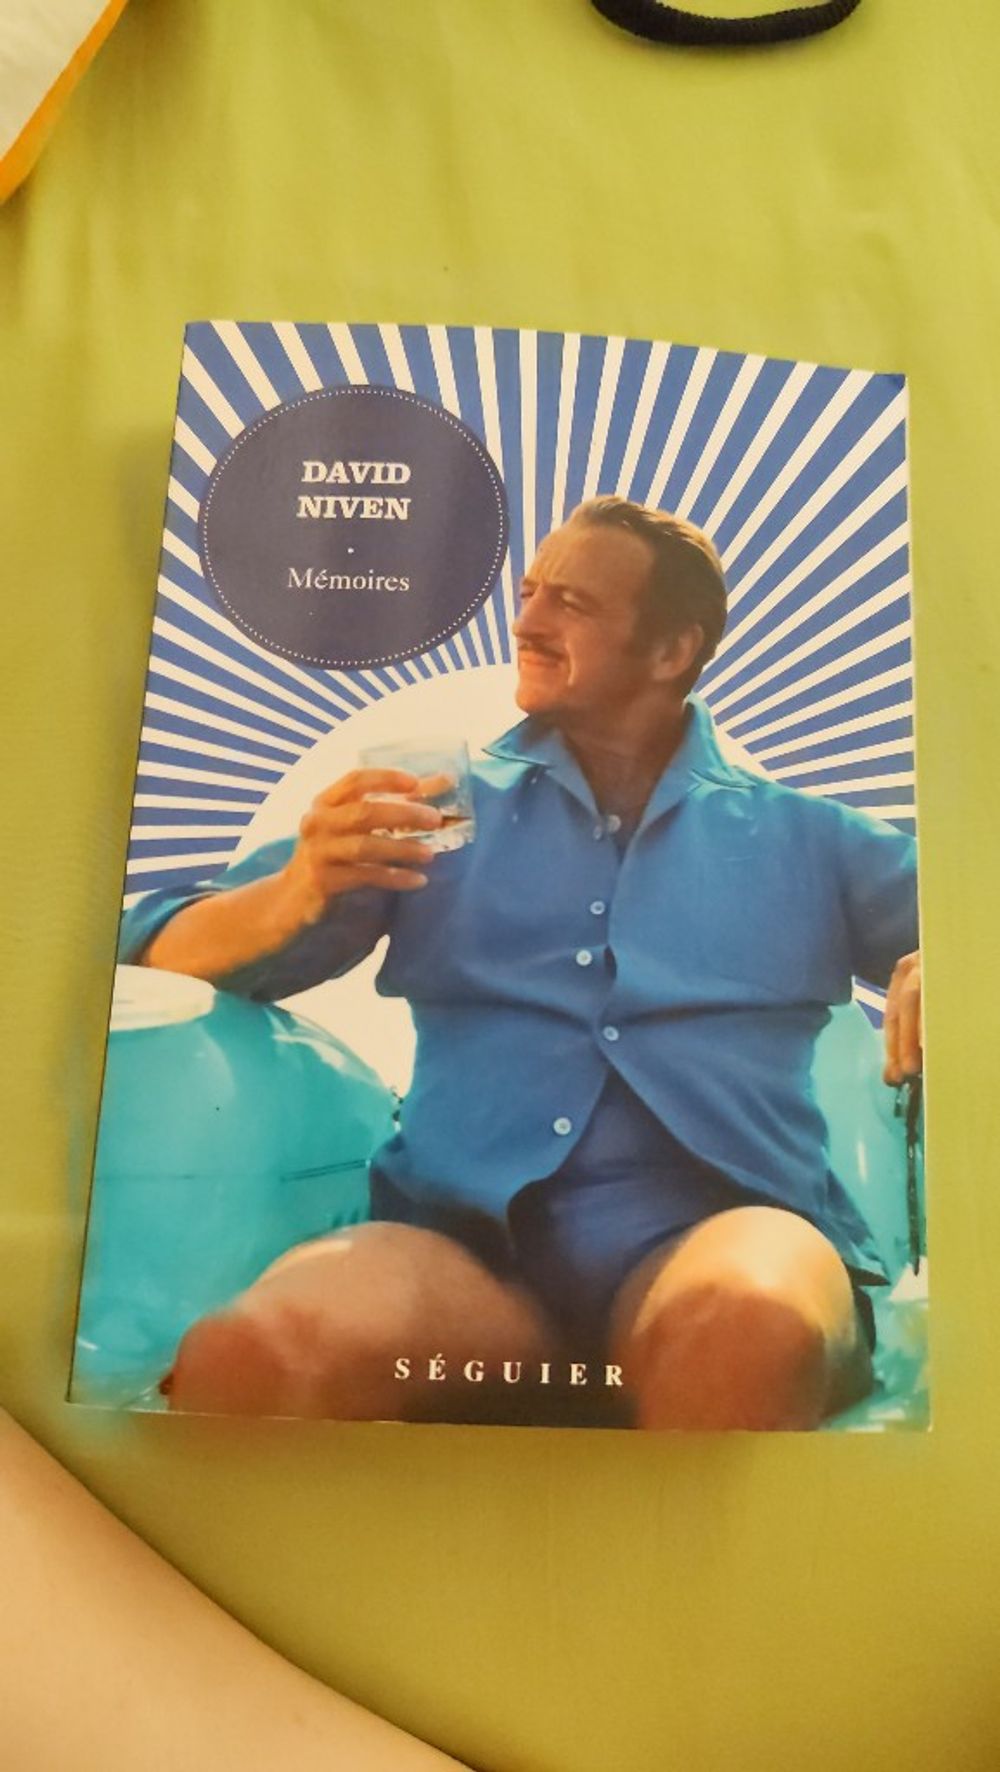 DAVID
NIVEN
•
Mémoires
SÉGUIER